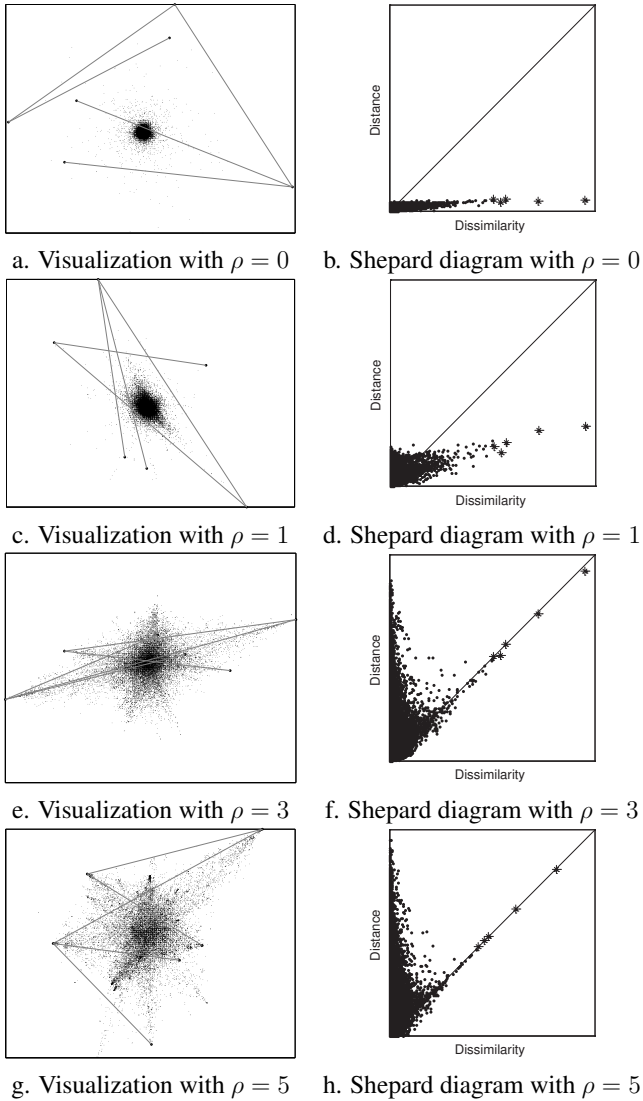 Distance
Dissimilarity
a. Visualization with ρ = 0
b. Shepard diagram with ρ = 0
Distance
Dissimilarity
c. Visualization with ρ = 1
d. Shepard diagram with ρ = 1
Distance
Dissimilarity
e. Visualization with ρ = 3
f. Shepard diagram with ρ = 3
Distance
Dissimilarity
g. Visualization with ρ = 5
h. Shepard diagram with ρ = 5